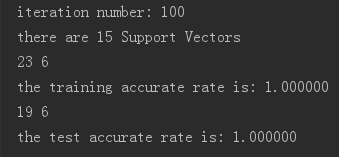 iteration number: 100
there are 15 Support Vectors
23 6
the training accurate rate is: 1.000000
19 6
the test accurate rate is: 1.000000